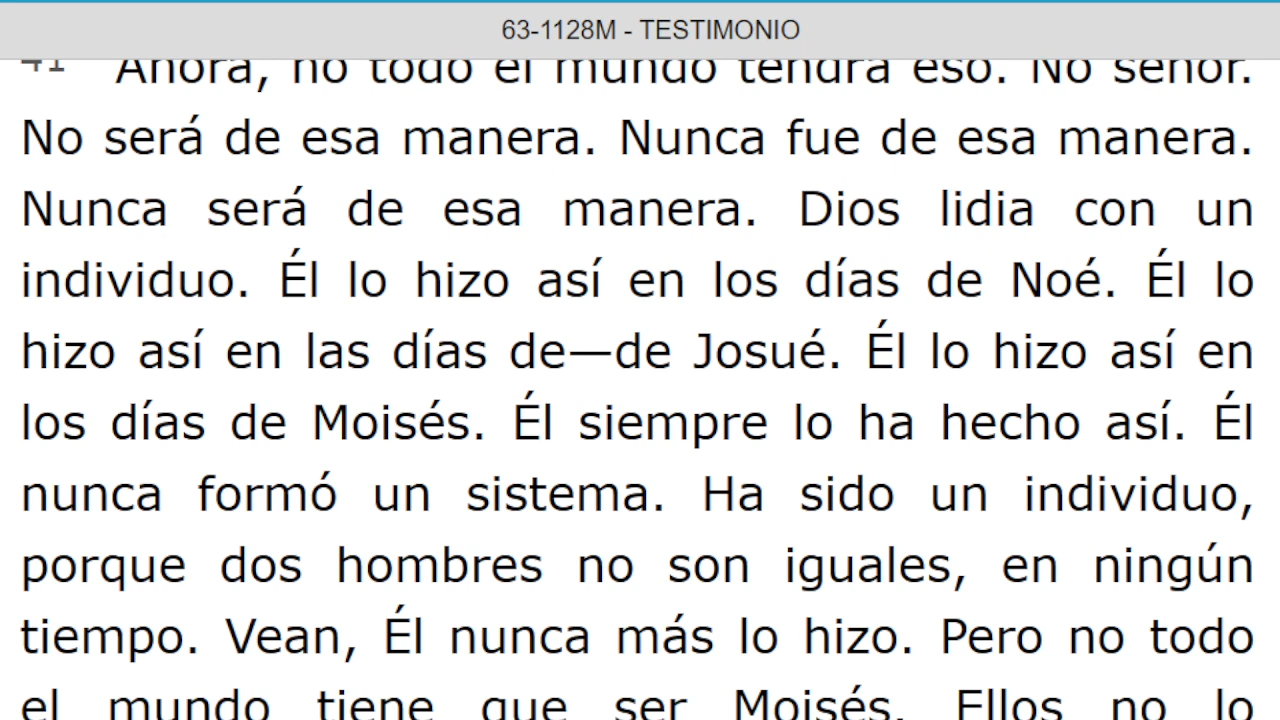 63-1128M - TESTIMONIO
41 Ahora, no todo el mundo tendrá eso. No señor.
No será de esa manera. Nunca fue de esa manera.
Nunca será de esa manera. Dios lidia con un
individuo. Él lo hizo así en los días de Noé. Él lo
hizo así en las días de—de Josué. Él lo hizo así en
los días de Moisés. Él siempre lo ha hecho así. Él
nunca formó un sistema. Ha sido un individuo,
porque dos hombres no son iguales, en ningún
tiempo. Vean, Él nunca más lo hizo. Pero no todo
el mundo tiene que ser Moisés. Ellos no lo